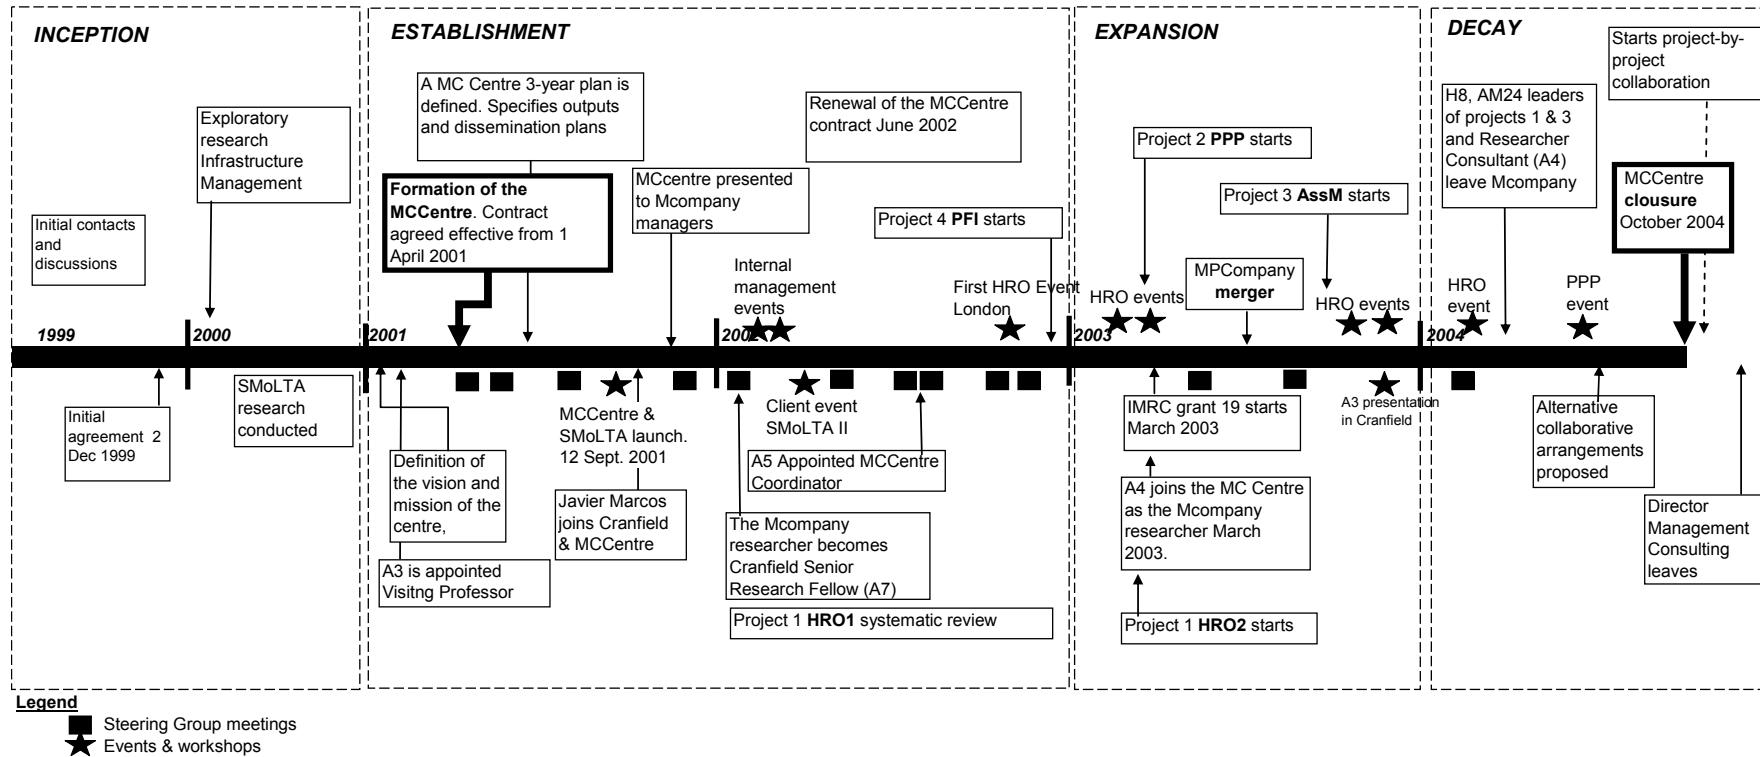 INCEPTION
Exploratory
research
Infrastructure
Management
Initial contacts
and
discussions
1999
2000
Initial
agreement 2
Dec 1999
SMoLTA
research
conducted
ESTABLISHMENT
A MC Centre 3-year plan is
defined. Specifies outputs
and dissemination plans
Renewal of the MCCentre
contract June 2002
Formation of the
MCCentre. Contract
agreed effective from 1
April 2001
MCcentre presented
to Mcompany
managers
Project 4 PFI starts
Internal
management
events
First HRO Event
London
2001
2002
Definition of
the vision and
mission of the
centre,
A3 is appointed
Visitng Professor
MCCentre &
SMoLTA launch.
12 Sept. 2001
Javier Marcos
joins Cranfield
& MCCentre
Client event
SMoLTA II
A5 Appointed MCCentre
Coordinator
The Mcompany
researcher becomes
Cranfield Senior
Research Fellow (A7)
Project 1 HRO1 systematic review
EXPANSION
Project 2 PPP starts
Project 3 AssM starts
HRO events
MPCompany
merger
HRO events
2003
IMRC grant 19 starts
March 2003
A3 presentation
in Cranfield
A4 joins the MC Centre
as the Mcompany
researcher March
2003.
Project 1 HRO2 starts
DECAY
Starts project-by-
project
collaboration
H8, AM24 leaders
of projects 1 & 3
and Researcher
Consultant (A4)
leave Mcompany
MCCentre
clousure
October 2004
HRO
event
PPP
event
2004
Alternative
collaborative
arrangements
proposed
Director
Management
Consulting
leaves
Legend
Steering Group meetings
Events & workshops